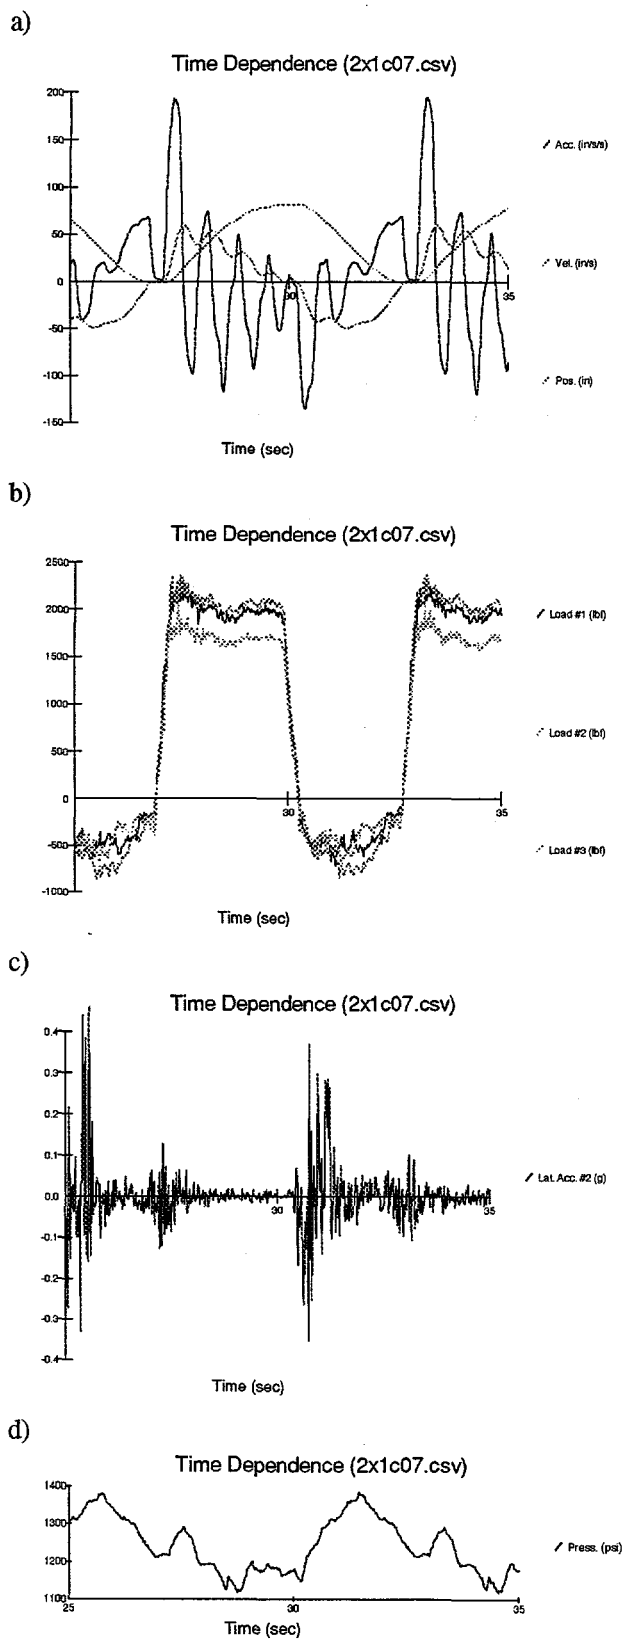 a)
Time Dependence (2x1c07.csv)
200
150
100
50
0
-50
-100
-150
30
35
Acc. (in/s/s)
Vel. (in/s)
Pos. (in)
Time (sec)
b)
Time Dependence (2x1c07.csv)
2500
2000
1500
1000
500
0
-500
-1000
30
35
Load #1 (lbf)
Load #2 (lbf)
Load #3 (lbf)
Time (sec)
c)
Time Dependence (2x1c07.csv)
0.4
0.3
0.2
0.1
0.0
-0.1
-0.2
-0.3
-0.4
30
35
Lat. Acc. #2 (g)
Time (sec)
d)
Time Dependence (2x1c07.csv)
1400
1300
1200
1100
25
30
35
Press. (psi)
Time (sec)